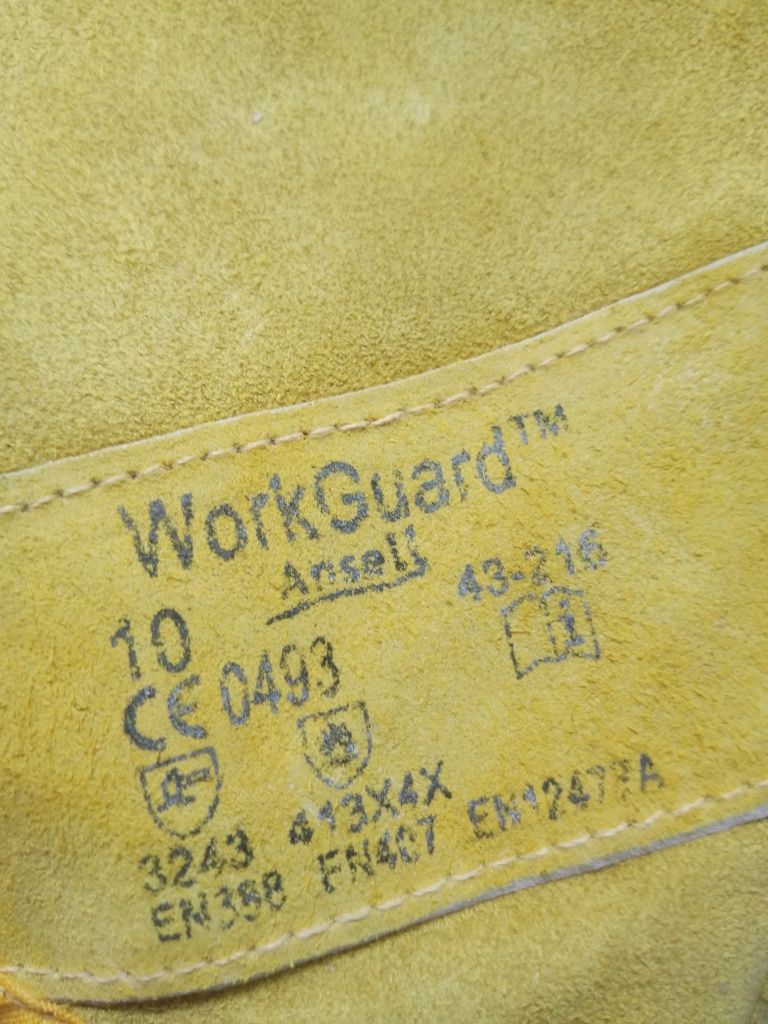 WorkGuard™
Ansell
43-216
10
CE 0493
3243 413X4X
EN388 EN407 EN12477A